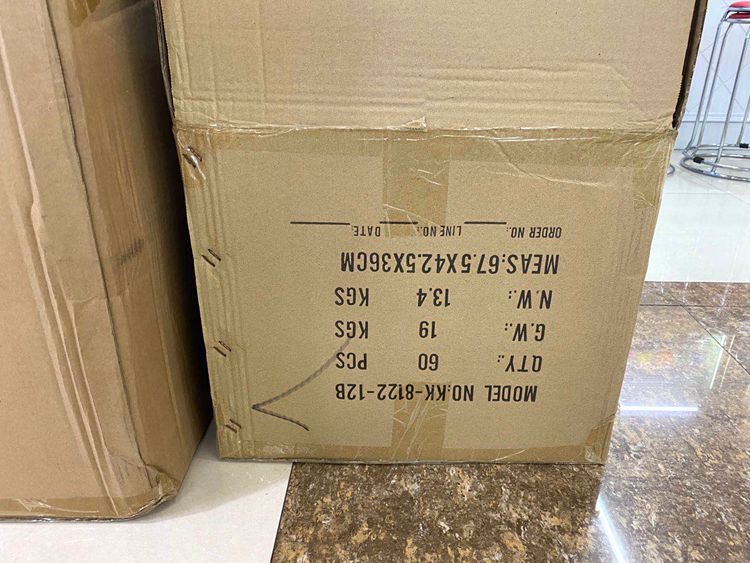 MODEL NO.:KK-8122-12B
QTY.: 60 PCS
G.W.: 19 KGS
N.W.: 13.4 KGS
MEAS.:67.5X42.5X36CM
ORDER NO.: LINE NO.: DATE: